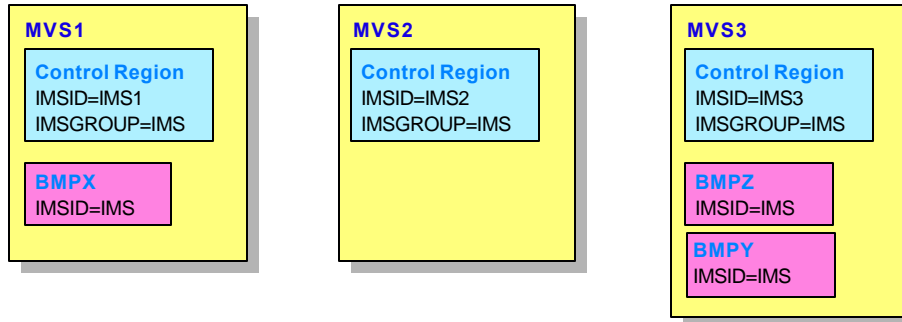 MVS1
Control Region
IMSID=IMS1
IMSGROUP=IMS
BMPX
IMSID=IMS
MVS2
Control Region
IMSID=IMS2
IMSGROUP=IMS
MVS3
Control Region
IMSID=IMS3
IMSGROUP=IMS
BMPZ
IMSID=IMS
BMPY
IMSID=IMS